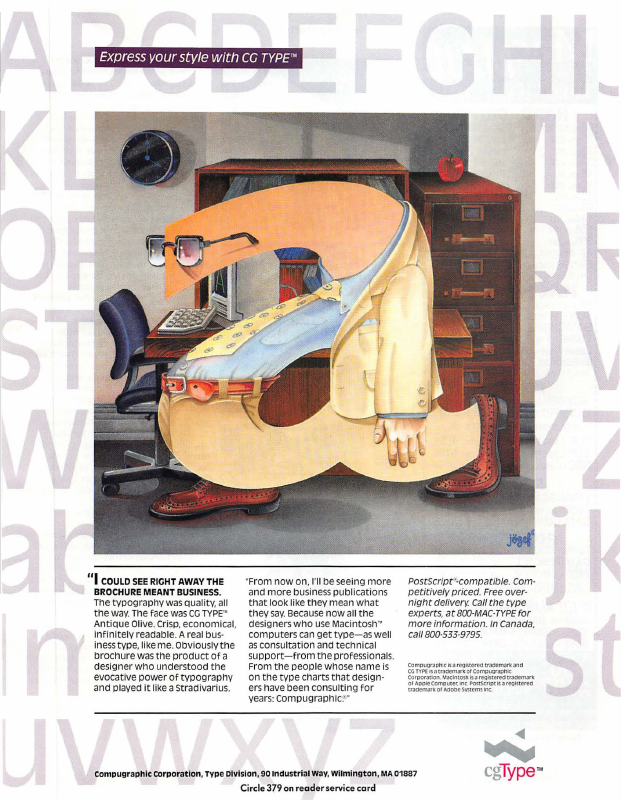 ABCDEFGHIJ
Express your style with CG TYPE™
KL MN
OP QR
ST UV
W YZ
ab jk
lm st
uvwxyz
józef
"I COULD SEE RIGHT AWAY THE
BROCHURE MEANT BUSINESS.
The typography was quality, all
the way. The face was CG TYPE™
Antique Olive. Crisp, economical,
infinitely readable. A real bus-
iness type, like me. Obviously the
brochure was the product of a
designer who understood the
evocative power of typography
and played it like a Stradivarius.
"From now on, I'll be seeing more
and more business publications
that look like they mean what
they say. Because now all the
designers who use Macintosh™
computers can get type—as well
as consultation and technical
support—from the professionals.
From the people whose name is
on the type charts that design-
ers have been consulting for
years: Compugraphic.®"
PostScript®-compatible. Com-
petitively priced. Free over-
night delivery. Call the type
experts, at 800-MAC-TYPE for
more information. In Canada,
call 800-533-9795.
Compugraphic is a registered trademark and
CG TYPE is a trademark of Compugraphic
Corporation. Macintosh is a registered trademark
of Apple Computer, Inc. PostScript is a registered
trademark of Adobe Systems Inc.
cgType™
Compugraphic Corporation, Type Division, 90 Industrial Way, Wilmington, MA 01887
Circle 379 on reader service card